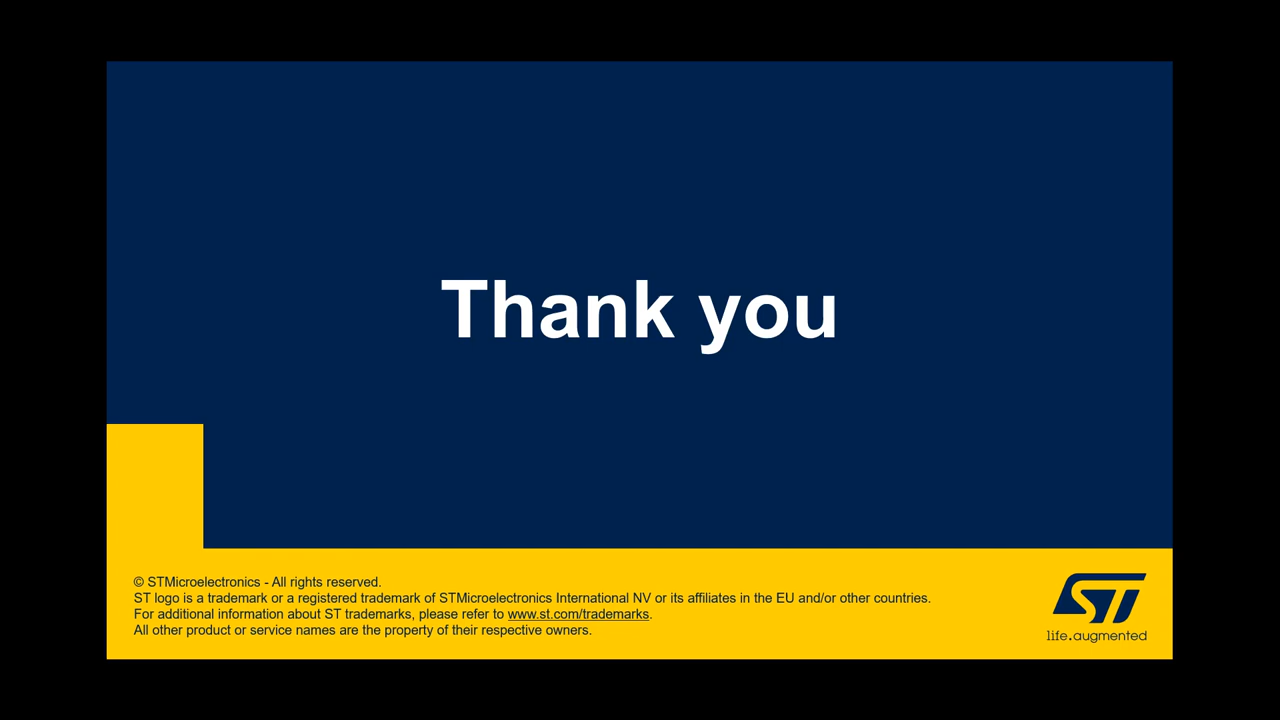 Thank you
© STMicroelectronics - All rights reserved.
ST logo is a trademark or a registered trademark of STMicroelectronics International NV or its affiliates in the EU and/or other countries.
For additional information about ST trademarks, please refer to www.st.com/trademarks.
All other product or service names are the property of their respective owners.
ST
life.augmented